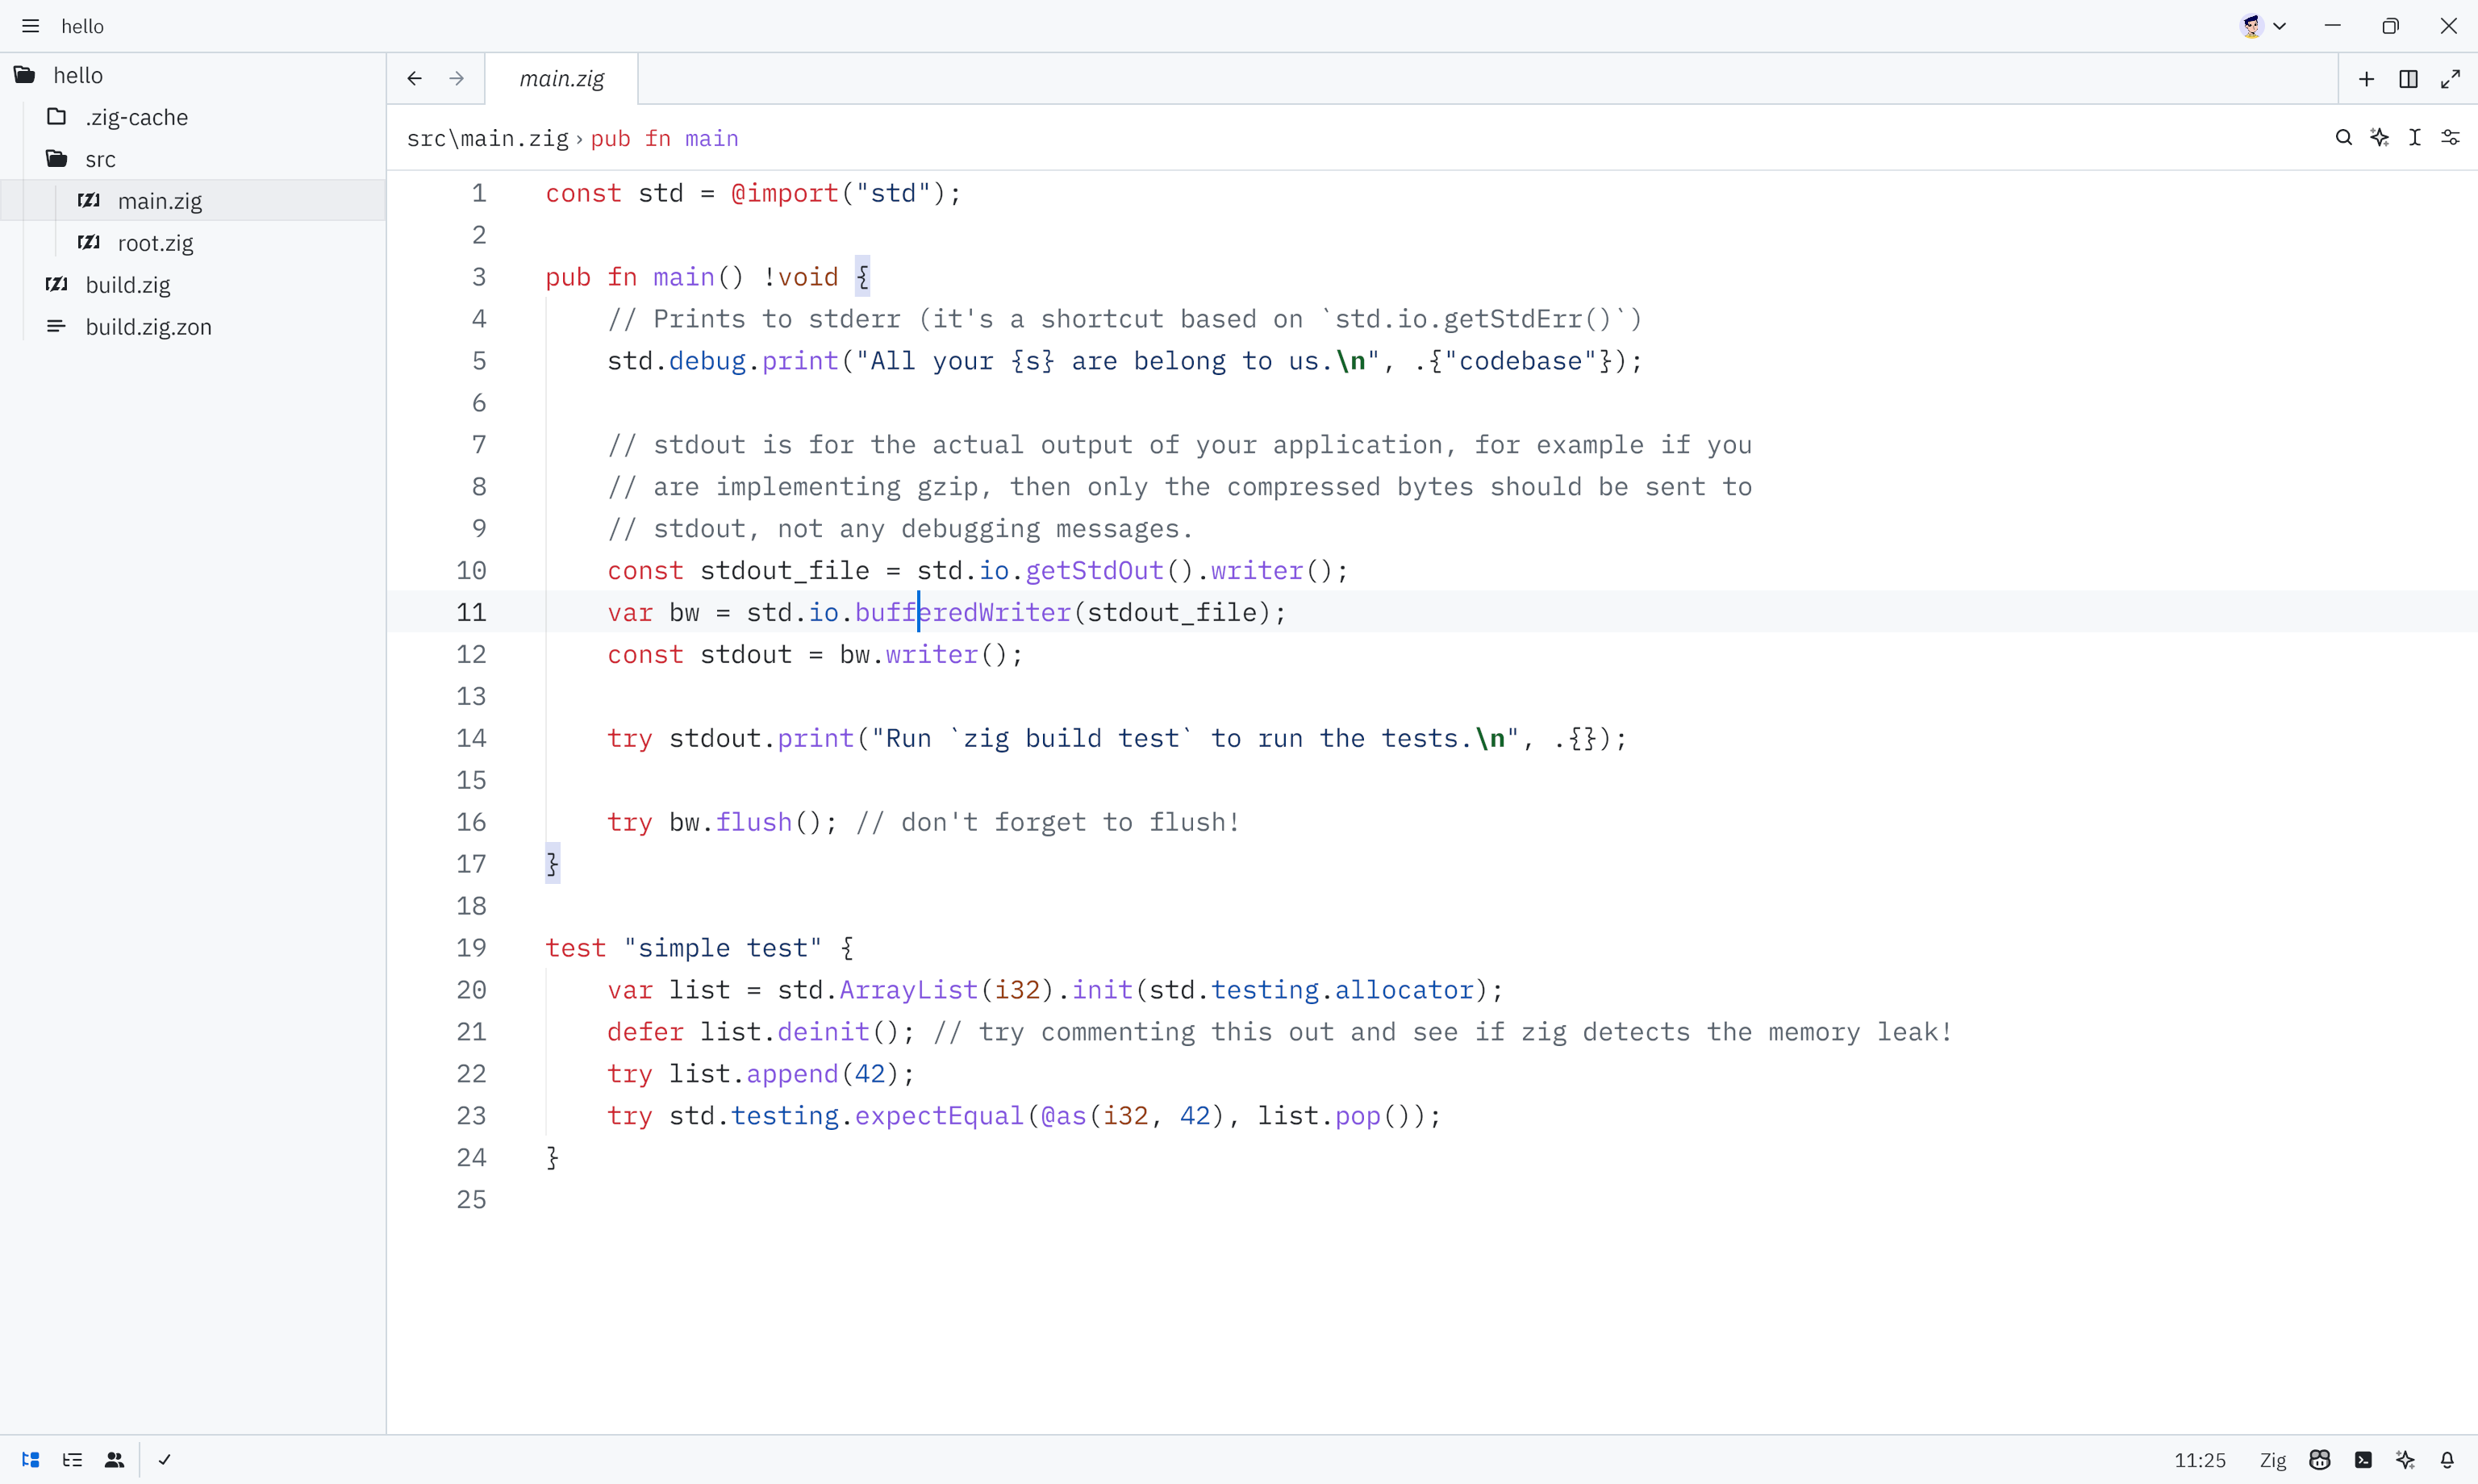 hello
hello
.zig-cache
src
main.zig
root.zig
build.zig
build.zig.zon
main.zig
src\main.zig › pub fn main
1 const std = @import("std");
2
3 pub fn main() !void {
4     // Prints to stderr (it's a shortcut based on `std.io.getStdErr()`)
5     std.debug.print("All your {s} are belong to us.\n", .{"codebase"});
6
7     // stdout is for the actual output of your application, for example if you
8     // are implementing gzip, then only the compressed bytes should be sent to
9     // stdout, not any debugging messages.
10     const stdout_file = std.io.getStdOut().writer();
11     var bw = std.io.bufferedWriter(stdout_file);
12     const stdout = bw.writer();
13
14     try stdout.print("Run `zig build test` to run the tests.\n", .{});
15
16     try bw.flush(); // don't forget to flush!
17 }
18
19 test "simple test" {
20     var list = std.ArrayList(i32).init(std.testing.allocator);
21     defer list.deinit(); // try commenting this out and see if zig detects the memory leak!
22     try list.append(42);
23     try std.testing.expectEqual(@as(i32, 42), list.pop());
24 }
25
11:25 Zig